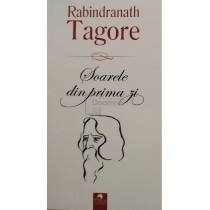 Rabindranath
Tagore
Soarele
din prima zi